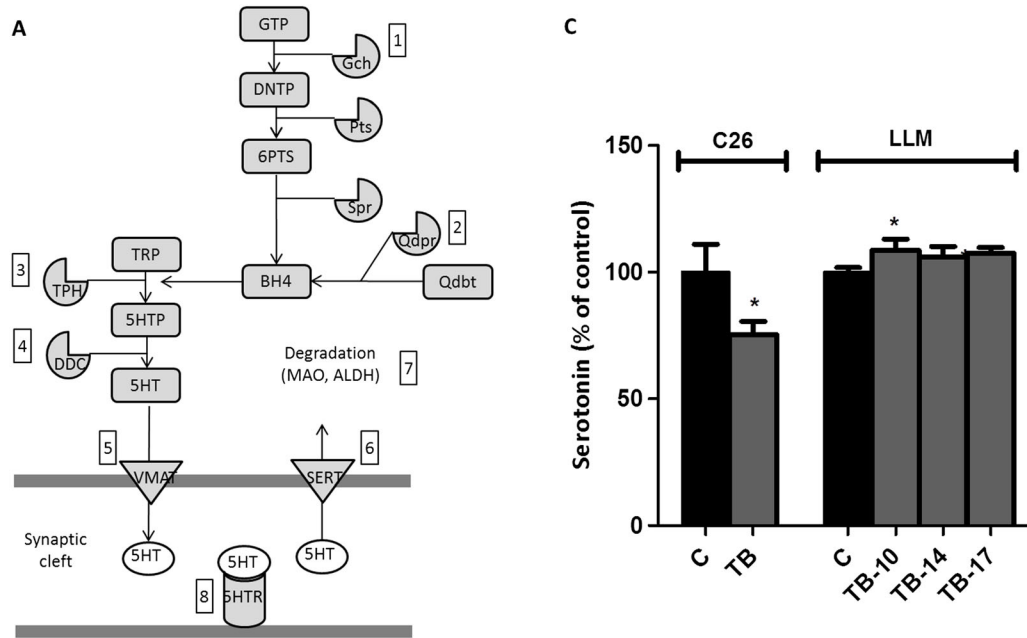 A
GTP
1
Gch
DNTP
Pts
6PTS
Spr
Qdpr
2
TRP
3
TPH
BH4
Qdbt
5HTP
4
DDC
5HT
Degradation
(MAO, ALDH)
7
5
VMAT
6
SERT
Synaptic
cleft
5HT
5HT
5HT
8
5HTR
C
Serotonin (% of control)
150
100
50
0
C26
LLM
*
*
C
TB
C
TB-10
TB-14
TB-17